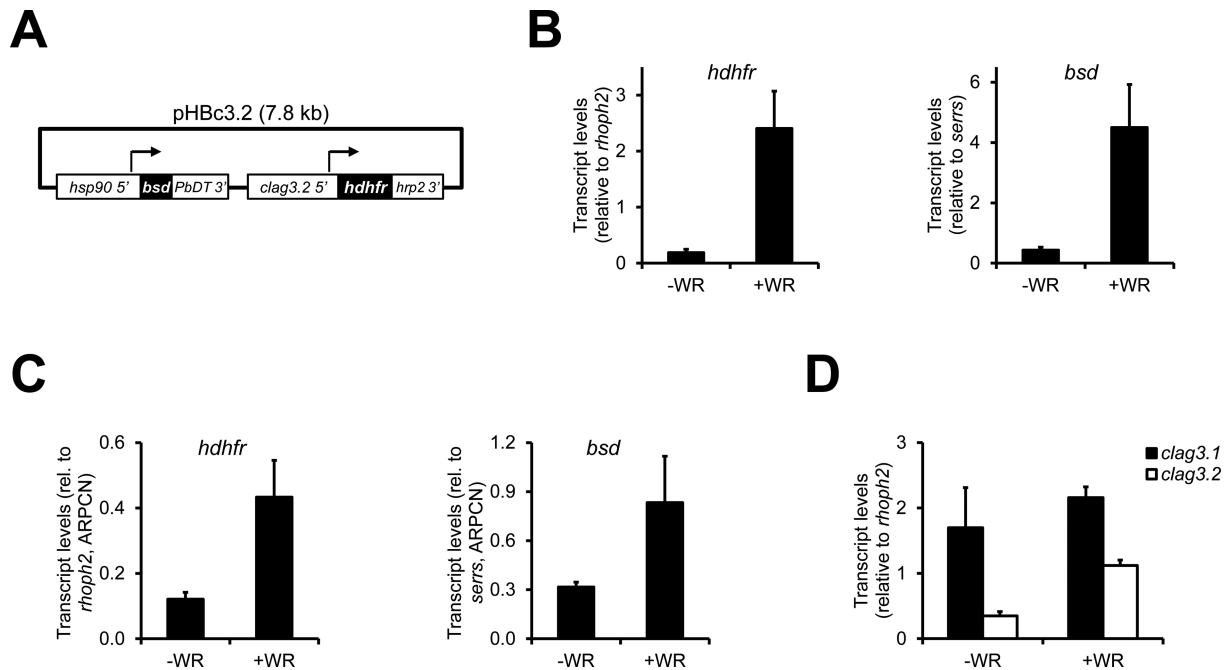 A
pHBc3.2 (7.8 kb)
hsp90 5’ bsd PbDT 3’ clag3.2 5’ hdhfr hrp2 3’
B
hdhfr
Transcript levels
(relative to rhoph2)
3
2
1
0
-WR +WR
bsd
Transcript levels
(relative to serrs)
6
4
2
0
-WR +WR
C
hdhfr
Transcript levels (rel. to
rhoph2, ARPCN)
0.6
0.4
0.2
0.0
-WR +WR
bsd
Transcript levels (rel. to
serrs, ARPCN)
1.2
0.9
0.6
0.3
0.0
-WR +WR
D
Transcript levels
(relative to rhoph2)
3
2
1
0
-WR +WR
clag3.1
clag3.2